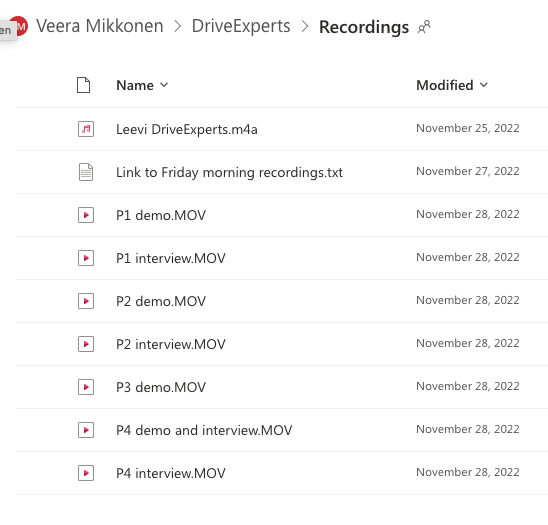 en
M Veera Mikkonen > DriveExperts > Recordings
Name Modified
Leevi DriveExperts.m4a November 25, 2022
Link to Friday morning recordings.txt November 27, 2022
P1 demo.MOV November 28, 2022
P1 interview.MOV November 28, 2022
P2 demo.MOV November 28, 2022
P2 interview.MOV November 28, 2022
P3 demo.MOV November 28, 2022
P4 demo and interview.MOV November 28, 2022
P4 interview.MOV November 28, 2022